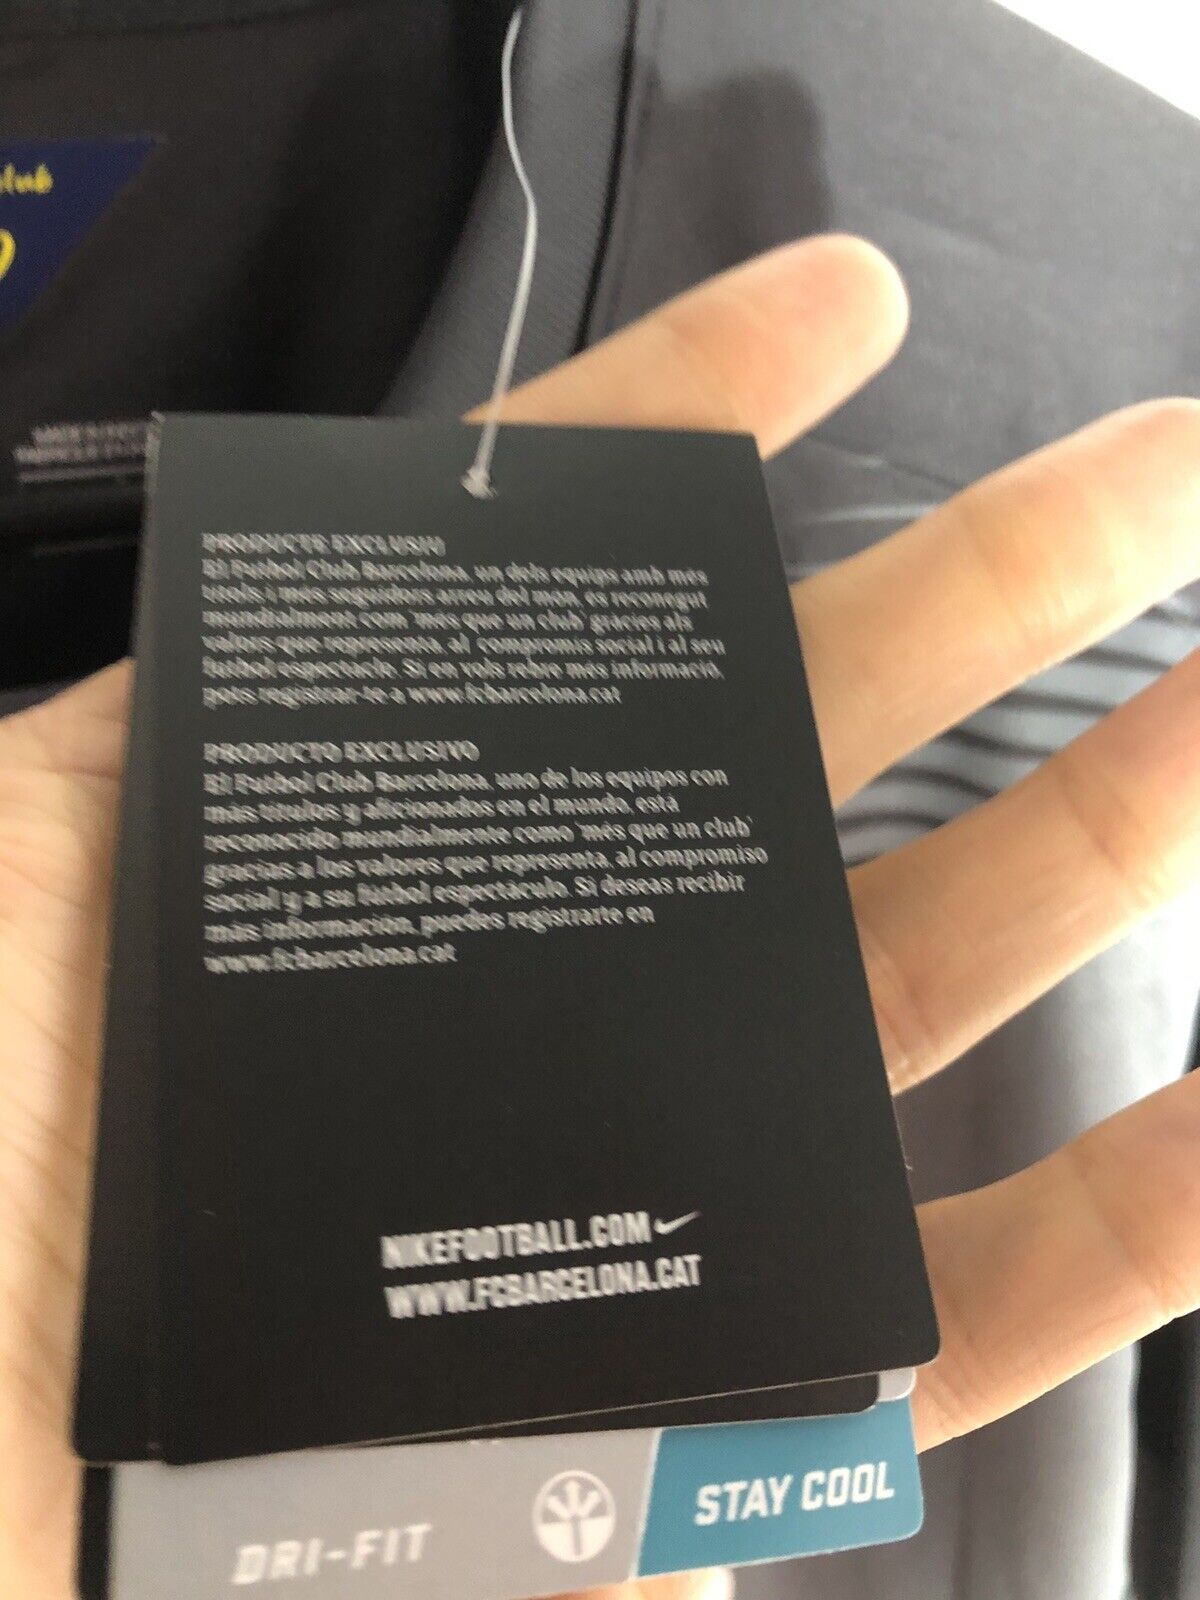 club
PRODUCTE EXCLUSIU
El Futbol Club Barcelona, un dels equips amb més
títols i més seguidors arreu del món, es reconegut
mundialment com 'més que un club' gràcies als
valors que representa, al compromís social i al seu
futbol espectacle. Si en vols rebre més informació,
pots registrar-te a www.fcbarcelona.cat
PRODUCTO EXCLUSIVO
El Futbol Club Barcelona, uno de los equipos con
más títulos y aficionados en el mundo, está
reconocido mundialmente como 'més que un club'
gracias a los valores que representa, al compromiso
social y a su fútbol espectáculo. Si deseas recibir
más información, puedes registrarte en
www.fcbarcelona.cat
NIKEFOOTBALL.COM
WWW.FCBARCELONA.CAT
DRI-FIT
STAY COOL